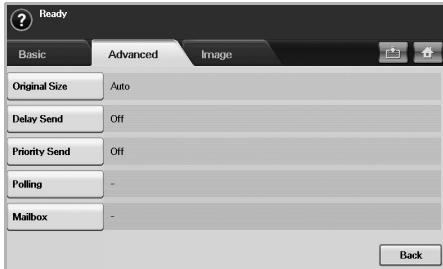 ? Ready
Basic Advanced Image
Original Size Auto
Delay Send Off
Priority Send Off
Polling -
Mailbox -
Back